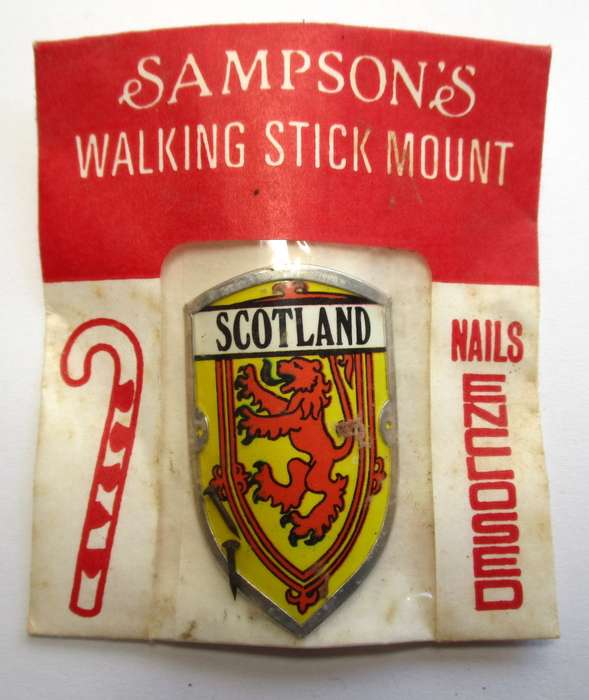 SAMPSON'S
WALKING STICK MOUNT
SCOTLAND
NAILS
ENCLOSED